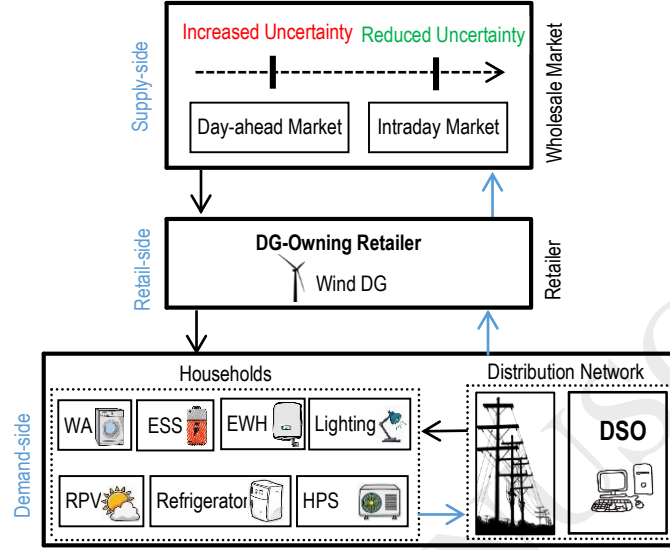 Supply-side
Increased Uncertainty
Reduced Uncertainty
Day-ahead Market
Intraday Market
Wholesale Market
Retail-side
DG-Owning Retailer
Wind DG
Retailer
Demand-side
Households
WA
ESS
EWH
Lighting
RPV
Refrigerator
HPS
Distribution Network
DSO